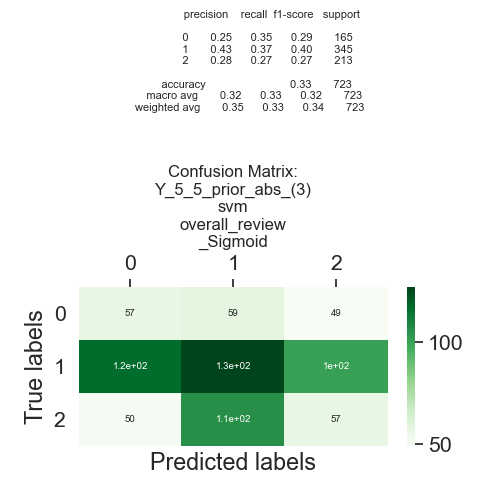 precision recall f1-score support
0 0.25 0.35 0.29 165
1 0.43 0.37 0.40 345
2 0.28 0.27 0.27 213
accuracy 0.33 723
macro avg 0.32 0.33 0.32 723
weighted avg 0.35 0.33 0.34 723
Confusion Matrix:
Y_5_5_prior_abs_(3)
svm
overall_review
_Sigmoid
0 1 2
0 57 59 49
1 1.2e+02 1.3e+02 1e+02
2 50 1.1e+02 57
True labels
Predicted labels
100
50